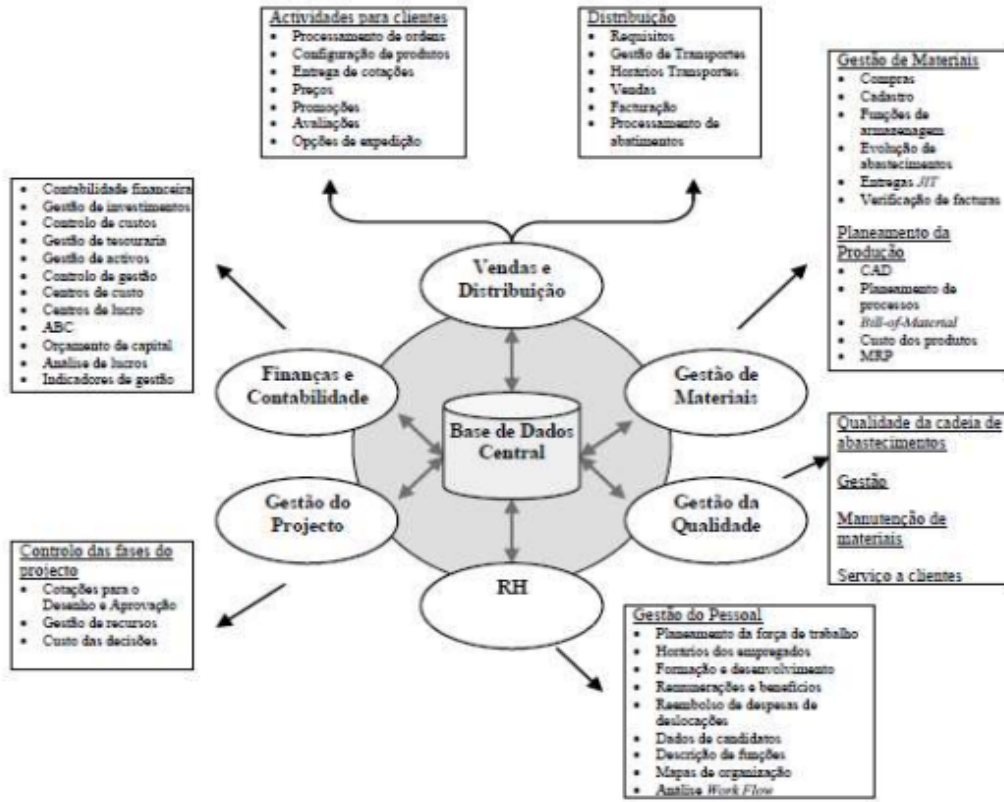 Actividades para clientes
• Processamento de ordens
• Configuração de produtos
• Entrega de cotações
• Preços
• Promoções
• Avaliações
• Opções de expedição
Distribuição
• Requisitos
• Gestão de Transportes
• Horários Transportes
• Vendas
• Facturação
• Processamento de
abatimentos
Gestão de Materiais
• Compras
• Cadastro
• Funções de
armazenagem
• Evolução de
abastecimentos
• Entregas JIT
• Verificação de facturas
Planeamento da
Produção
• CAD
• Planeamento de
processos
• Bill-of-Material
• Custo dos produtos
• MRP
• Contabilidade financeira
• Gestão de investimentos
• Controlo de custos
• Gestão de tesouraria
• Gestão de activos
• Controlo de gestão
• Centros de custo
• Centros de lucro
• ABC
• Orçamento de capital
• Análise de lucros
• Indicadores de gestão
Vendas e
Distribuição
Finanças e
Contabilidade
Gestão de
Materiais
Base de Dados
Central
Gestão do
Projecto
Gestão da
Qualidade
RH
Qualidade da cadeia de
abastecimentos
Gestão
Manutenção de
materiais
Serviço a clientes
Controlo das fases do
projecto
• Cotações para o
Desenho e Aprovação
• Gestão de recursos
• Custo das decisões
Gestão do Pessoal
• Planeamento da força de trabalho
• Horários dos empregados
• Formação e desenvolvimento
• Remunerações e benefícios
• Reembolso de despesas de
deslocações
• Dados de candidatos
• Descrição de funções
• Mapas de organização
• Análise Work Flow